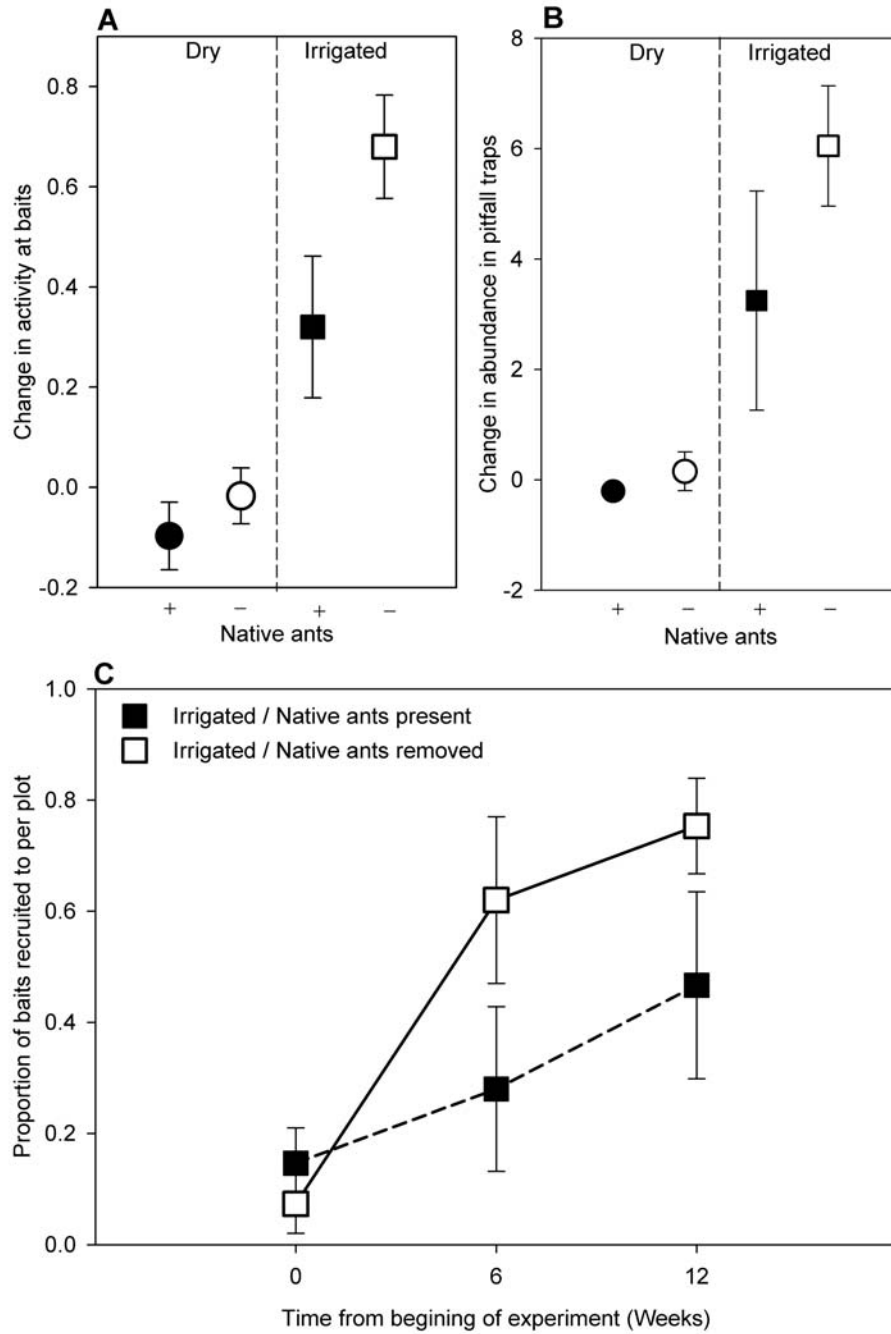 A
Dry Irrigated
Change in activity at baits
0.8
0.6
0.4
0.2
0.0
-0.2
+ − + −
Native ants
B
Dry Irrigated
Change in abundance in pitfall traps
8
6
4
2
0
-2
+ − + −
Native ants
C
Irrigated / Native ants present
Irrigated / Native ants removed
Proportion of baits recruited to per plot
1.0
0.8
0.6
0.4
0.2
0.0
0 6 12
Time from begining of experiment (Weeks)